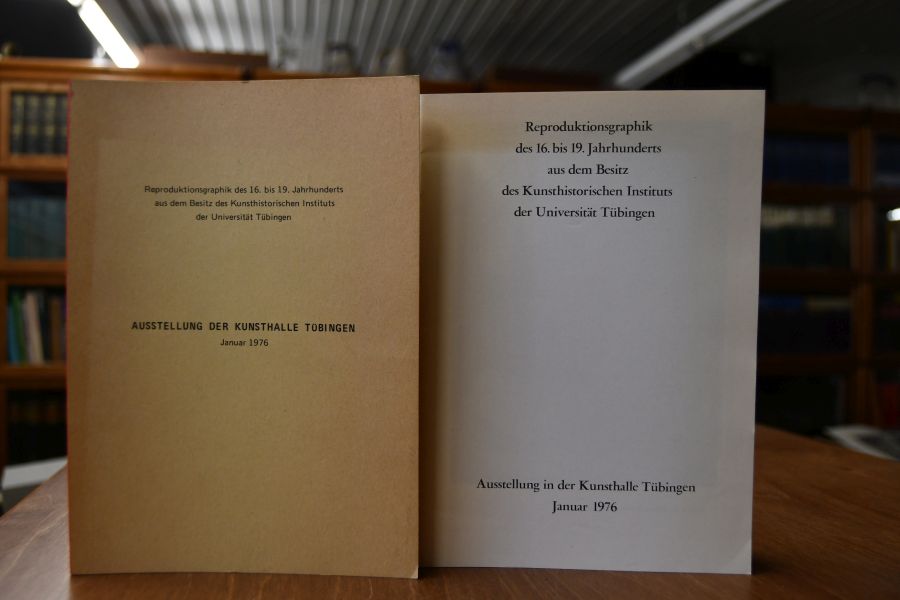 Reproduktionsgraphik des 16. bis 19. Jahrhunderts
aus dem Besitz des Kunsthistorischen Instituts
der Universität Tübingen
AUSSTELLUNG DER KUNSTHALLE TÜBINGEN
Januar 1976
Reproduktionsgraphik
des 16. bis 19. Jahrhunderts
aus dem Besitz
des Kunsthistorischen Instituts
der Universität Tübingen
Ausstellung in der Kunsthalle Tübingen
Januar 1976